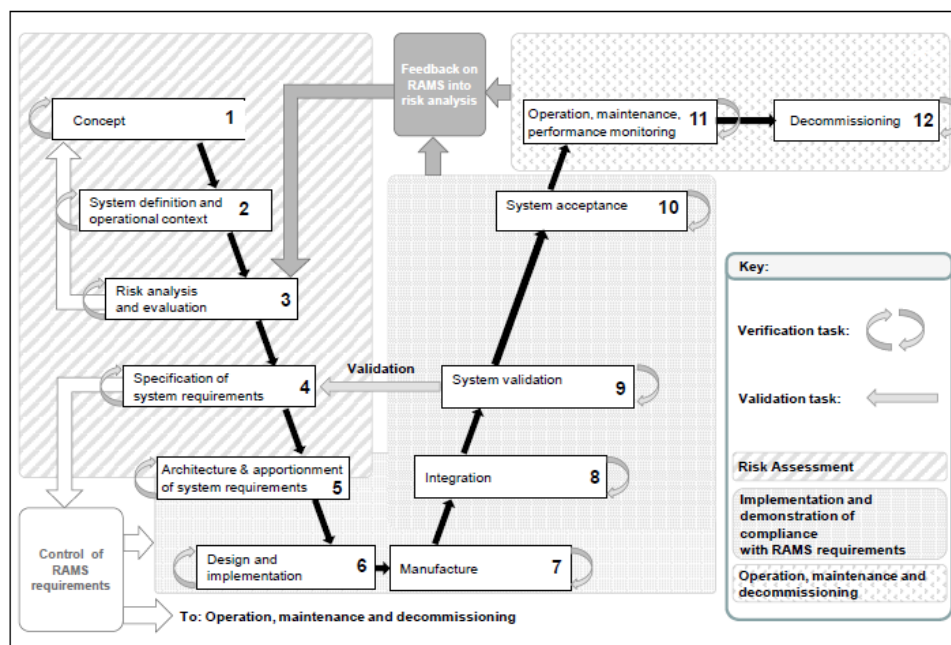 Feedback on
RAMS into
risk analysis
Concept 1
System definition and
operational context 2
Risk analysis
and evaluation 3
Specification of
system requirements 4
Architecture & apportionment
of system requirements 5
Design and
implementation 6
Manufacture 7
Integration 8
Validation
System validation 9
System acceptance 10
Operation, maintenance,
performance monitoring 11
Decommissioning 12
Control of
RAMS
requirements
To: Operation, maintenance and decommissioning
Key:
Verification task:
Validation task:
Risk Assessment
Implementation and
demonstration of
compliance
with RAMS requirements
Operation, maintenance and
decommissioning